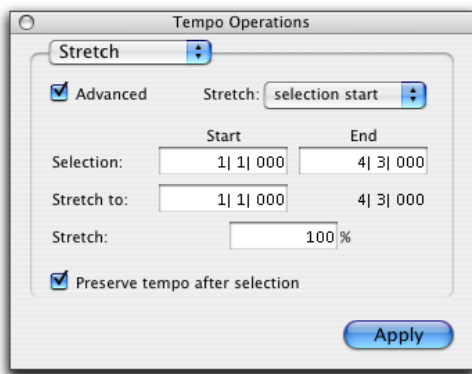 Tempo Operations
Stretch
Advanced Stretch: selection start
Start End
Selection: 1| 1| 000 4| 3| 000
Stretch to: 1| 1| 000 4| 3| 000
Stretch: 100 %
Preserve tempo after selection
Apply